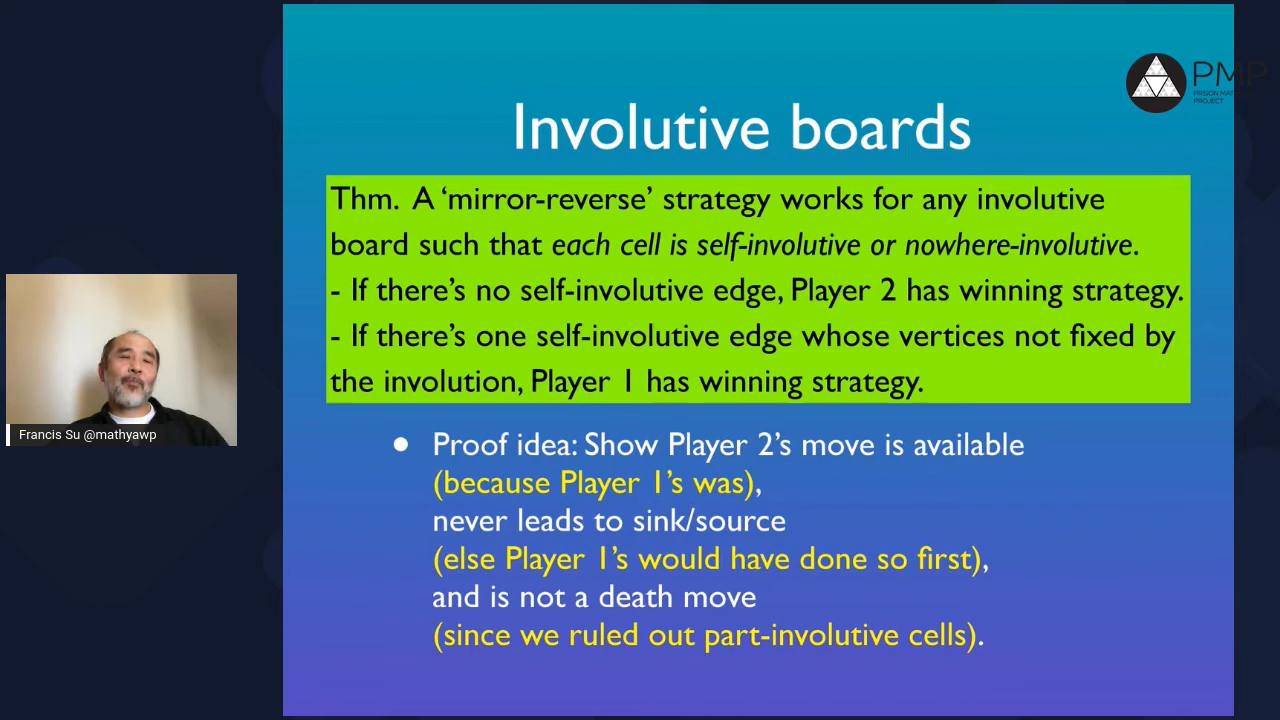 PMP
PRISON MAT
PROJECT
Involutive boards
Thm. A ‘mirror-reverse’ strategy works for any involutive
board such that each cell is self-involutive or nowhere-involutive.
- If there’s no self-involutive edge, Player 2 has winning strategy.
- If there’s one self-involutive edge whose vertices not fixed by
the involution, Player 1 has winning strategy.
• Proof idea: Show Player 2’s move is available
(because Player 1’s was),
never leads to sink/source
(else Player 1’s would have done so first),
and is not a death move
(since we ruled out part-involutive cells).
Francis Su @mathyawp